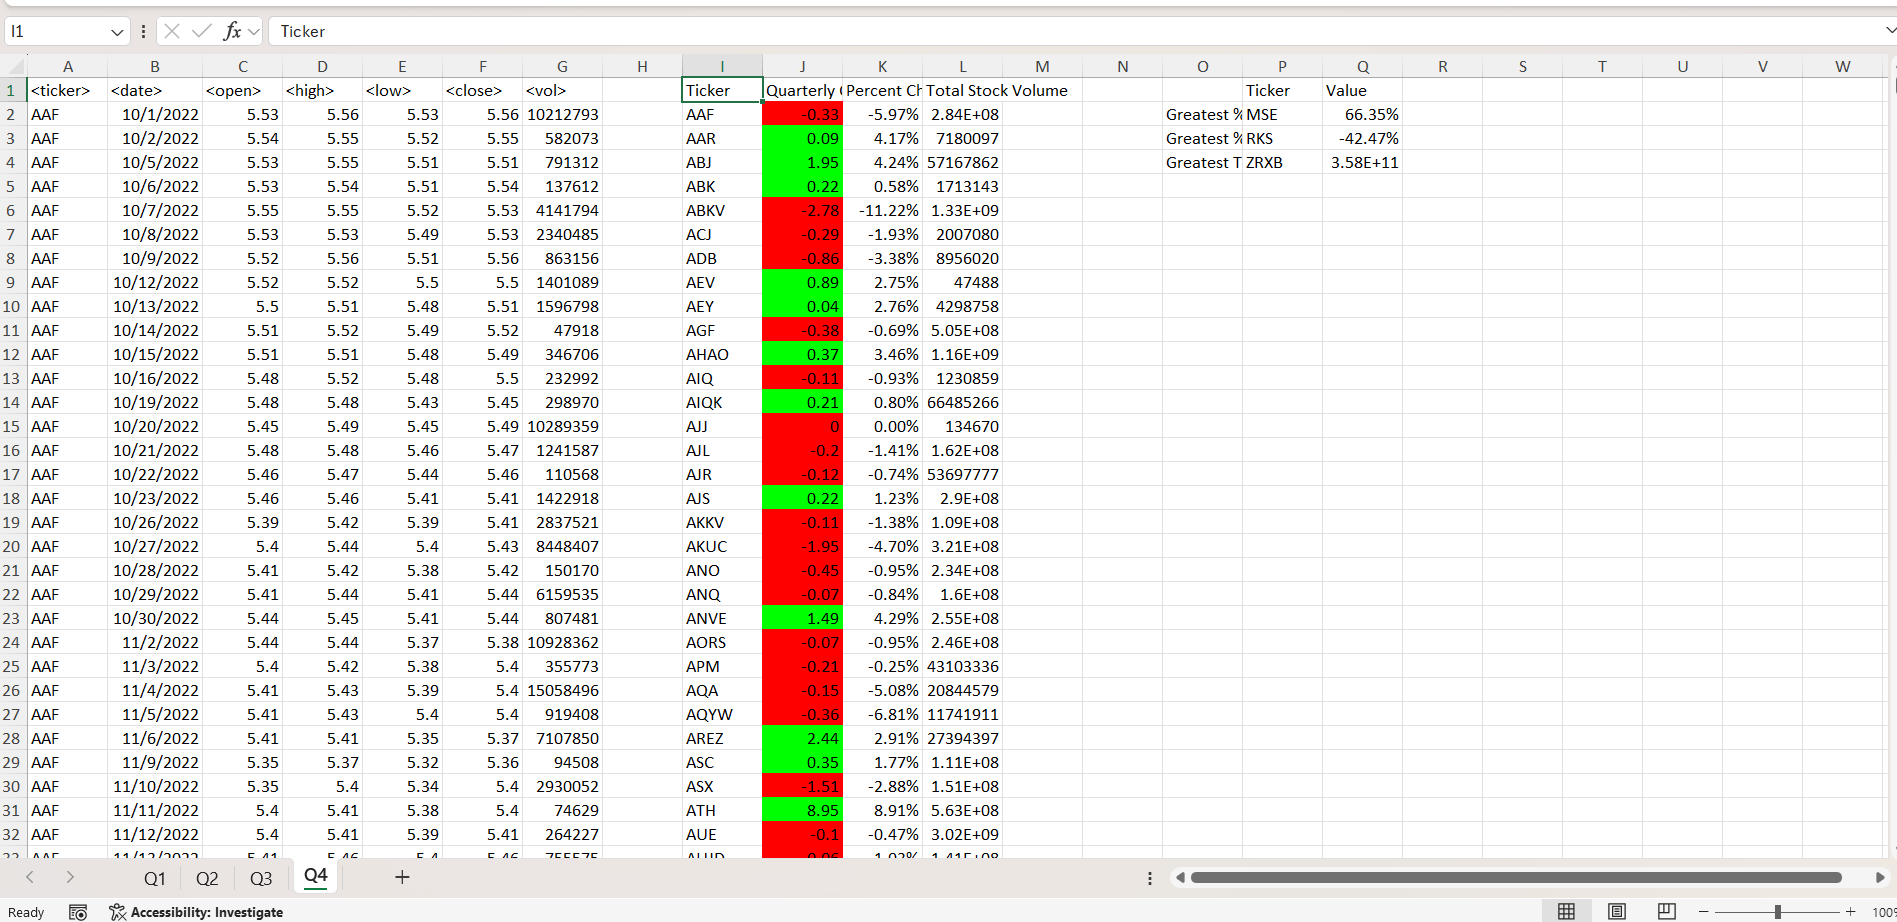 I1 fx Ticker
A B C D E F G H I J K L M N O P Q R S T U V W
1 <ticker> <date> <open> <high> <low> <close> <vol> Ticker Quarterly Percent Ch Total Stock Volume Ticker Value
2 AAF 10/1/2022 5.53 5.56 5.53 5.56 10212793 AAF -0.33 -5.97% 2.84E+08 Greatest % MSE 66.35%
3 AAF 10/2/2022 5.54 5.55 5.52 5.55 582073 AAR 0.09 4.17% 7180097 Greatest % RKS -42.47%
4 AAF 10/5/2022 5.53 5.55 5.51 5.51 791312 ABJ 1.95 4.24% 57167862 Greatest T ZRXB 3.58E+11
5 AAF 10/6/2022 5.53 5.54 5.51 5.54 137612 ABK 0.22 0.58% 1713143
6 AAF 10/7/2022 5.55 5.55 5.52 5.53 4141794 ABKV -2.78 -11.22% 1.33E+09
7 AAF 10/8/2022 5.53 5.53 5.49 5.53 2340485 ACJ -0.29 -1.93% 2007080
8 AAF 10/9/2022 5.52 5.56 5.51 5.56 863156 ADB -0.86 -3.38% 8956020
9 AAF 10/12/2022 5.52 5.52 5.5 5.5 1401089 AEV 0.89 2.75% 47488
10 AAF 10/13/2022 5.5 5.51 5.48 5.51 1596798 AEY 0.04 2.76% 4298758
11 AAF 10/14/2022 5.51 5.52 5.49 5.52 47918 AGF -0.38 -0.69% 5.05E+08
12 AAF 10/15/2022 5.51 5.51 5.48 5.49 346706 AHAO 0.37 3.46% 1.16E+09
13 AAF 10/16/2022 5.48 5.52 5.48 5.5 232992 AIQ -0.11 -0.93% 1230859
14 AAF 10/19/2022 5.48 5.48 5.43 5.45 298970 AIQK 0.21 0.80% 66485266
15 AAF 10/20/2022 5.45 5.49 5.45 5.49 10289359 AJJ 0 0.00% 134670
16 AAF 10/21/2022 5.48 5.48 5.46 5.47 1241587 AJL -0.2 -1.41% 1.62E+08
17 AAF 10/22/2022 5.46 5.47 5.44 5.46 110568 AJR -0.12 -0.74% 53697777
18 AAF 10/23/2022 5.46 5.46 5.41 5.41 1422918 AJS 0.22 1.23% 2.9E+08
19 AAF 10/26/2022 5.39 5.42 5.39 5.41 2837521 AKKV -0.11 -1.38% 1.09E+08
20 AAF 10/27/2022 5.4 5.44 5.4 5.43 8448407 AKUC -1.95 -4.70% 3.21E+08
21 AAF 10/28/2022 5.41 5.42 5.38 5.42 150170 ANO -0.45 -0.95% 2.34E+08
22 AAF 10/29/2022 5.41 5.44 5.41 5.44 6159535 ANQ -0.07 -0.84% 1.6E+08
23 AAF 10/30/2022 5.44 5.45 5.41 5.44 807481 ANVE 1.49 4.29% 2.55E+08
24 AAF 11/2/2022 5.44 5.44 5.37 5.38 10928362 AORS -0.07 -0.95% 2.46E+08
25 AAF 11/3/2022 5.4 5.42 5.38 5.4 355773 APM -0.21 -0.25% 43103336
26 AAF 11/4/2022 5.41 5.43 5.39 5.4 15058496 AQA -0.15 -5.08% 20844579
27 AAF 11/5/2022 5.41 5.43 5.4 5.4 919408 AQYW -0.36 -6.81% 11741911
28 AAF 11/6/2022 5.41 5.41 5.35 5.37 7107850 AREZ 2.44 2.91% 27394397
29 AAF 11/9/2022 5.35 5.37 5.32 5.36 94508 ASC 0.35 1.77% 1.11E+08
30 AAF 11/10/2022 5.35 5.4 5.34 5.4 2930052 ASX -1.51 -2.88% 1.51E+08
31 AAF 11/11/2022 5.4 5.41 5.38 5.4 74629 ATH 8.95 8.91% 5.63E+08
32 AAF 11/12/2022 5.4 5.41 5.39 5.41 264227 AUE -0.1 -0.47% 3.02E+09
Q1 Q2 Q3 Q4 +
Ready Accessibility: Investigate 100%